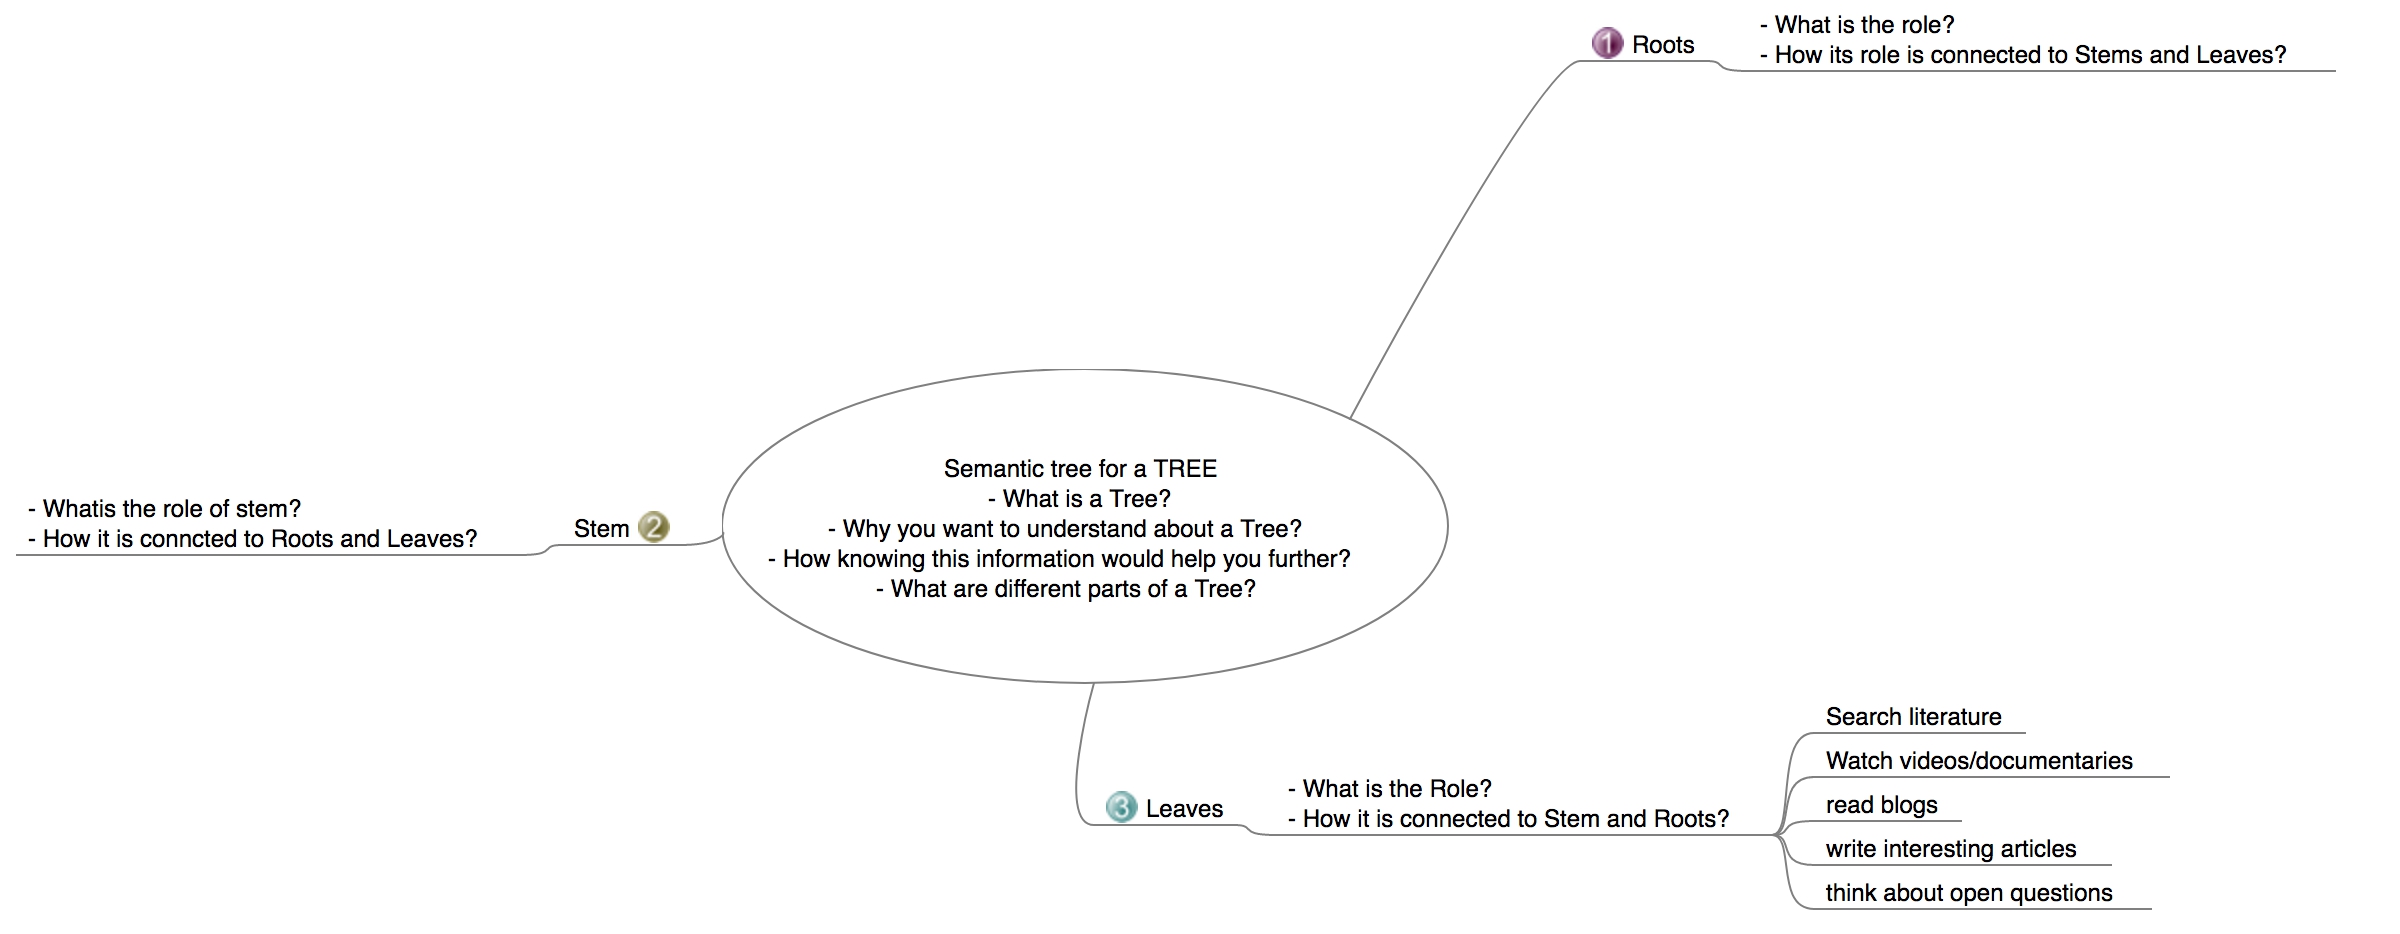 1 Roots
- What is the role?
- How its role is connected to Stems and Leaves?
Semantic tree for a TREE
- What is a Tree?
- Why you want to understand about a Tree?
- How knowing this information would help you further?
- What are different parts of a Tree?
Stem 2
- Whatis the role of stem?
- How it is conncted to Roots and Leaves?
3 Leaves
- What is the Role?
- How it is connected to Stem and Roots?
Search literature
Watch videos/documentaries
read blogs
write interesting articles
think about open questions